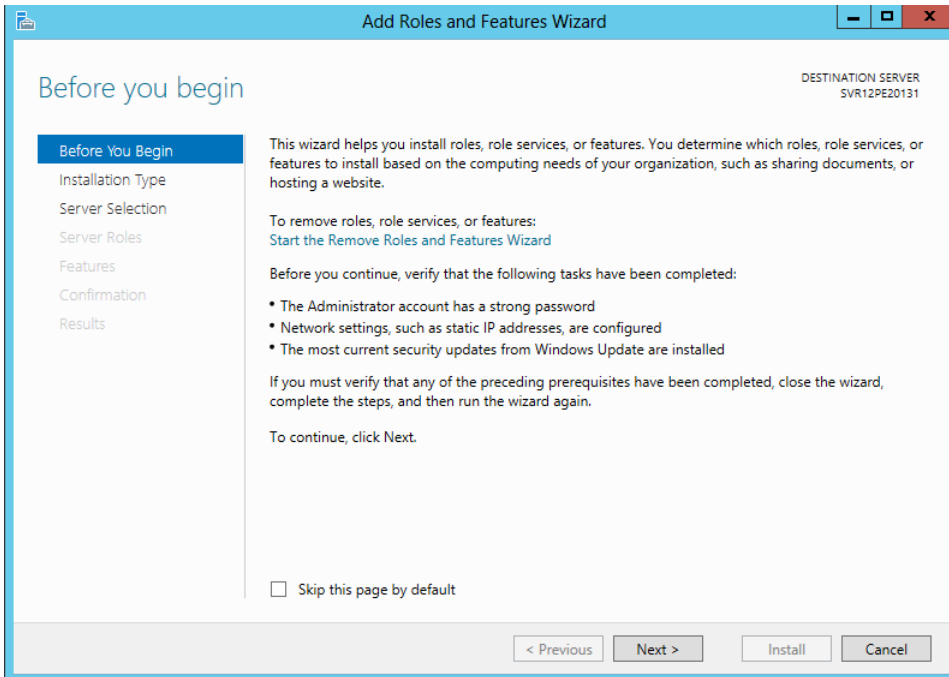 Add Roles and Features Wizard
x
Before you begin
DESTINATION SERVER
SVR12PE20131
Before You Begin
Installation Type
Server Selection
Server Roles
Features
Confirmation
Results
This wizard helps you install roles, role services, or features. You determine which roles, role services, or
features to install based on the computing needs of your organization, such as sharing documents, or
hosting a website.
To remove roles, role services, or features:
Start the Remove Roles and Features Wizard
Before you continue, verify that the following tasks have been completed:
• The Administrator account has a strong password
• Network settings, such as static IP addresses, are configured
• The most current security updates from Windows Update are installed
If you must verify that any of the preceding prerequisites have been completed, close the wizard,
complete the steps, and then run the wizard again.
To continue, click Next.
Skip this page by default
< Previous
Next >
Install
Cancel